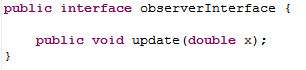 public interface observerInterface {
public void update(double x);
}